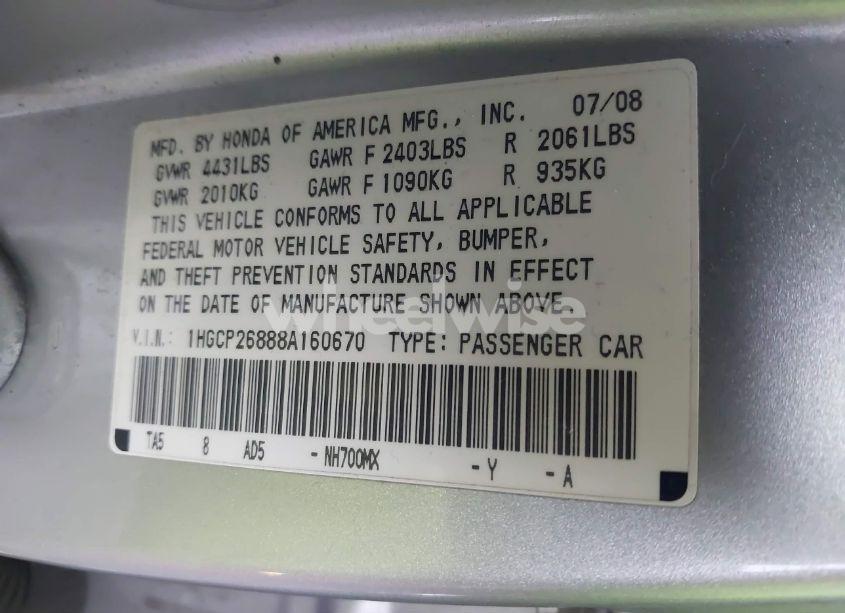 MFD. BY HONDA OF AMERICA MFG., INC. 07/08
GVWR 4431LBS GAWR F 2403LBS R 2061LBS
GVWR 2010KG GAWR F 1090KG R 935KG
THIS VEHICLE CONFORMS TO ALL APPLICABLE
FEDERAL MOTOR VEHICLE SAFETY, BUMPER,
AND THEFT PREVENTION STANDARDS IN EFFECT
ON THE DATE OF MANUFACTURE SHOWN ABOVE.
wheelwise
V.I.N.: 1HGCP26888A160670 TYPE: PASSENGER CAR
TA5 8 AD5 - NH700MX - Y - A